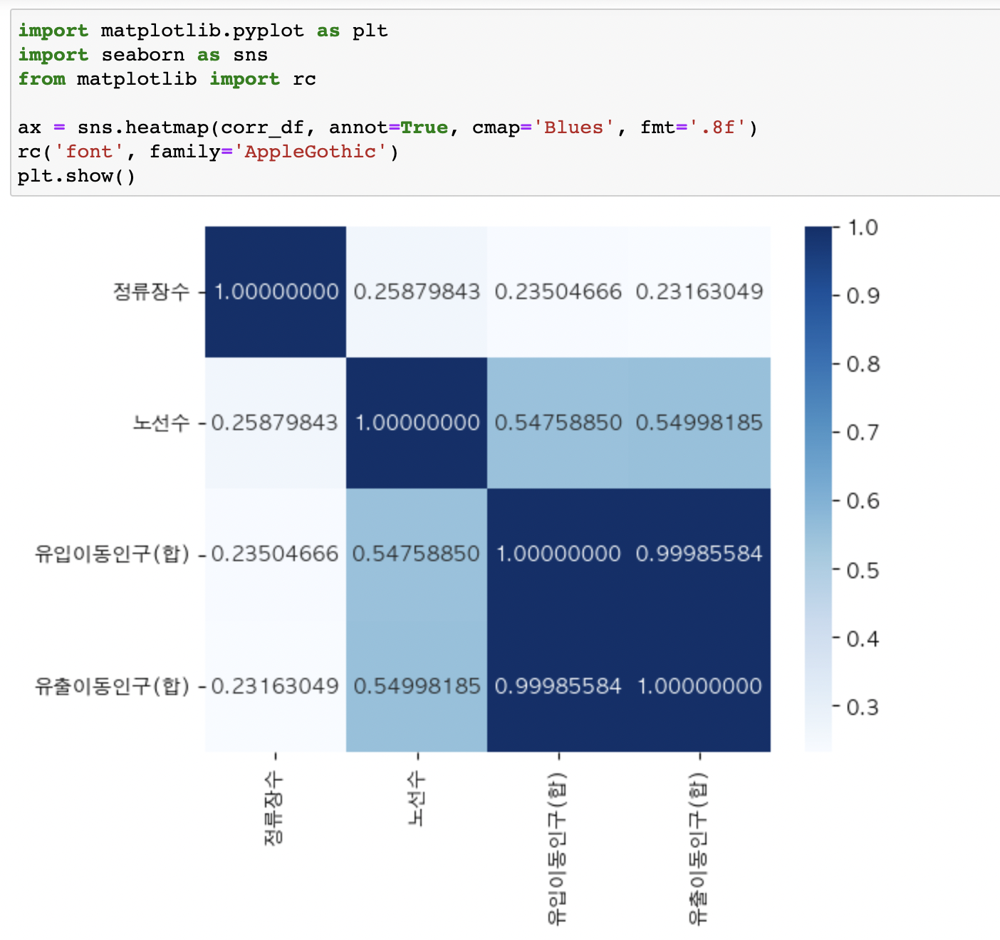 import matplotlib.pyplot as plt
import seaborn as sns
from matplotlib import rc
ax = sns.heatmap(corr_df, annot=True, cmap='Blues', fmt='.8f')
rc('font', family='AppleGothic')
plt.show()
정류장수 1.00000000 0.25879843 0.23504666 0.23163049
노선수 0.25879843 1.00000000 0.54758850 0.54998185
유입이동인구(합) 0.23504666 0.54758850 1.00000000 0.99985584
유출이동인구(합) 0.23163049 0.54998185 0.99985584 1.00000000
정류장수
노선수
유입이동인구(합)
유출이동인구(합)
1.0
0.9
0.8
0.7
0.6
0.5
0.4
0.3